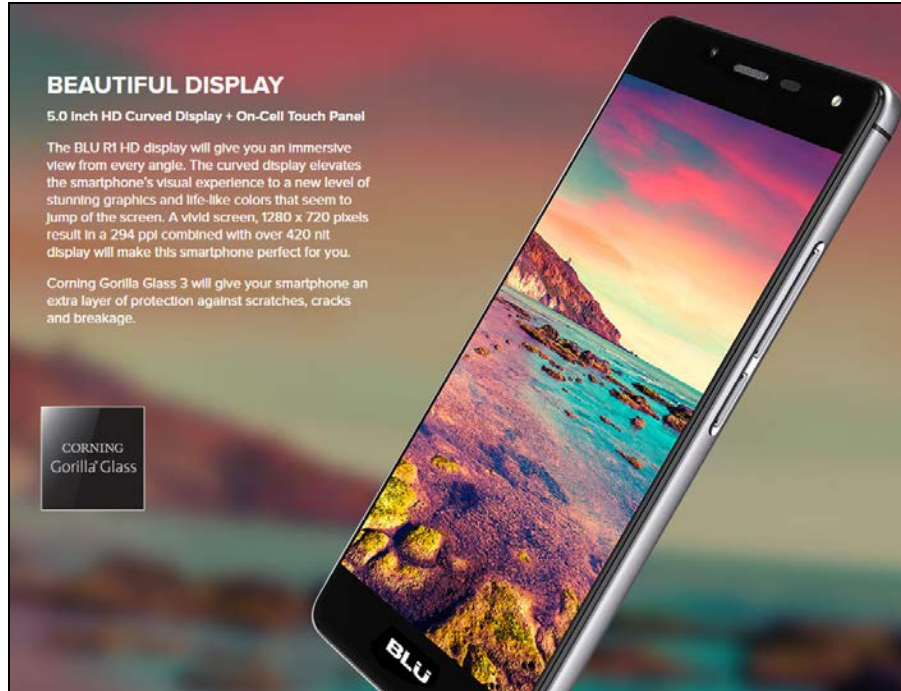 BEAUTIFUL DISPLAY
5.0 Inch HD Curved Display + On-Cell Touch Panel
The BLU R1 HD display will give you an immersive
view from every angle. The curved display elevates
the smartphone's visual experience to a new level of
stunning graphics and life-like colors that seem to
jump of the screen. A vivid screen, 1280 x 720 pixels
result in a 294 ppi combined with over 420 nit
display will make this smartphone perfect for you.
Corning Gorilla Glass 3 will give your smartphone an
extra layer of protection against scratches, cracks
and breakage.
CORNING
Gorilla® Glass
BLU